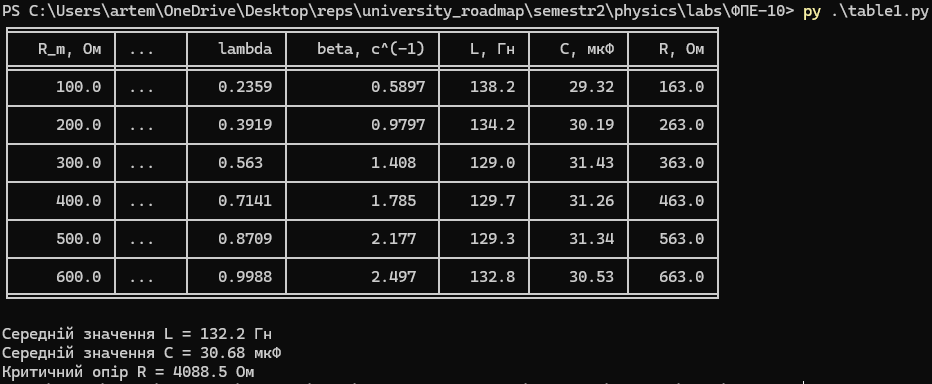 PS C:\Users\artem\OneDrive\Desktop\reps\university_roadmap\semestr2\physics\labs\ФПЕ-10> py .\table1.py
R_m, Ом ... lambda beta, c^(-1) L, Гн C, мкФ R, Ом
100.0 ... 0.2359 0.5897 138.2 29.32 163.0
200.0 ... 0.3919 0.9797 134.2 30.19 263.0
300.0 ... 0.563 1.408 129.0 31.43 363.0
400.0 ... 0.7141 1.785 129.7 31.26 463.0
500.0 ... 0.8709 2.177 129.3 31.34 563.0
600.0 ... 0.9988 2.497 132.8 30.53 663.0
Середній значення L = 132.2 Гн
Середній значення C = 30.68 мкФ
Критичний опір R = 4088.5 Ом